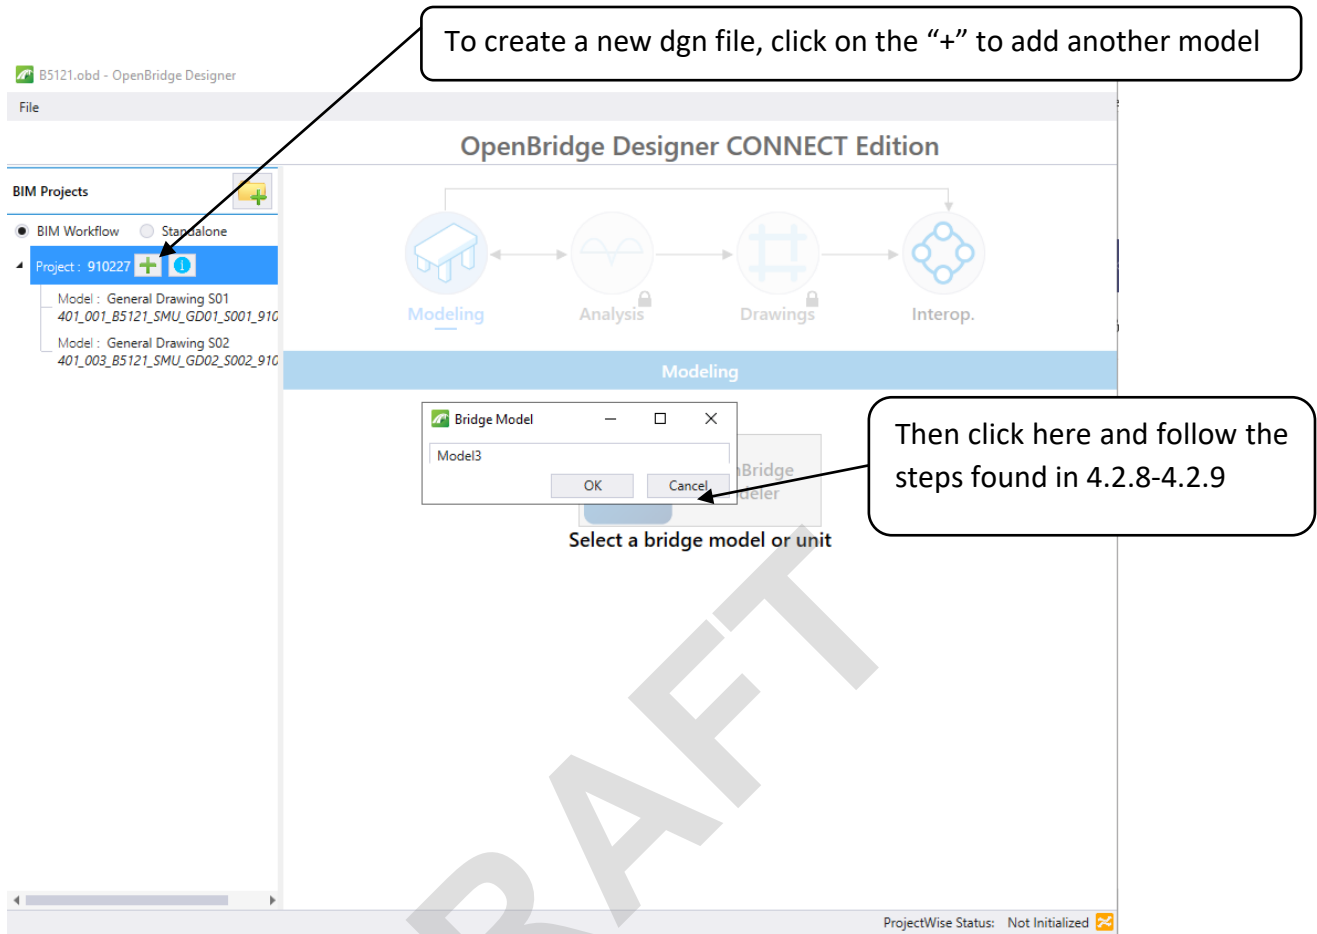 To create a new dgn file, click on the “+” to add another model
B5121.obd - OpenBridge Designer
File
OpenBridge Designer CONNECT Edition
BIM Projects
BIM Workflow Standalone
Project : 910227
Model : General Drawing S01
401_001_B5121_SMU_GD01_S001_910
Model : General Drawing S02
401_003_B5121_SMU_GD02_S002_910
Modeling Analysis Drawings Interop.
Modeling
Bridge Model
Model3
OK Cancel
Then click here and follow the
steps found in 4.2.8-4.2.9
Select a bridge model or unit
RAFT
ProjectWise Status: Not Initialized